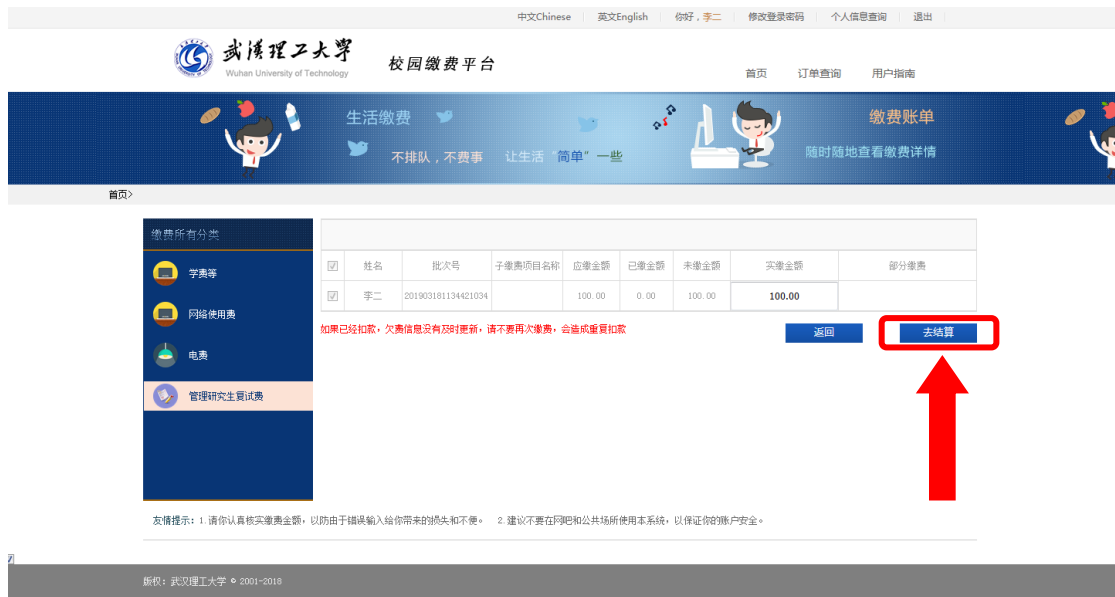 中文Chinese 英文English 你好，李二 修改登录密码 个人信息查询 退出
武漢理工大學
Wuhan University of Technology
校园缴费平台
首页 订单查询 用户指南
生活缴费
不排队，不费事 让生活“简单”一些
缴费账单
随时随地查看缴费详情
首页>
缴费所有分类
学费等
网络使用费
电费
管理研究生复试费
姓名 批次号 子缴费项目名称 应缴金额 已缴金额 未缴金额 实缴金额 部分缴费
李二 201903181134421034 100.00 0.00 100.00 100.00
如果已经扣款，欠费信息没有及时更新，请不要再次缴费，会造成重复扣款
返回 去结算
友情提示：1.请你认真核实缴费金额，以防由于错误输入给你带来的损失和不便。 2.建议不要在网吧和公共场所使用本系统，以保证你的账户安全。
版权：武汉理工大学 © 2001-2018